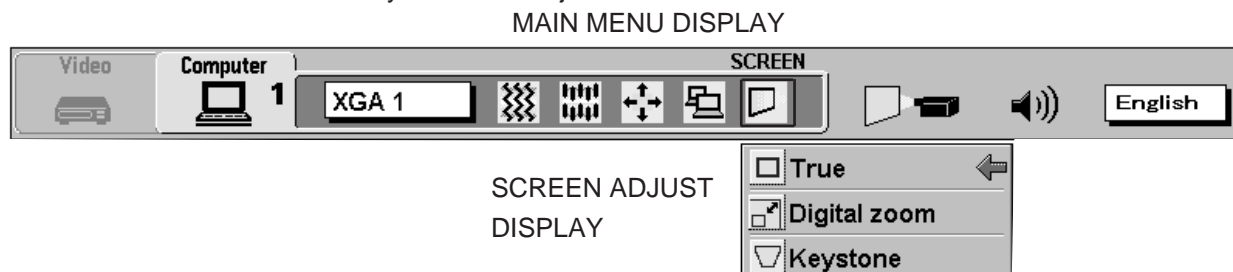 MAIN MENU DISPLAY
Video
Computer
SCREEN
1
XGA 1
English
SCREEN ADJUST
DISPLAY
True
Digital zoom
Keystone